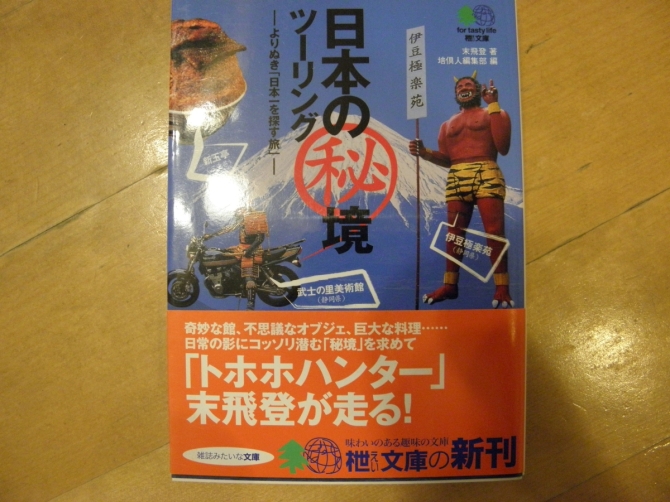 for tasty life
枻文庫
末飛登 著
培倶人編集部 編
日本の㊙境
ツーリング
―よりぬき「日本一を探す旅」―
伊豆極楽苑
伊豆極楽苑
(静岡県)
武士の里美術館
(静岡県)
奇妙な館、不思議なオブジェ、巨大な料理……
日常の影にコッソリ潜む「秘境」を求めて
「トホホハンター」
末飛登が走る!
雑誌みたいな文庫
味わいのある趣味の文庫
枻文庫の新刊
えい